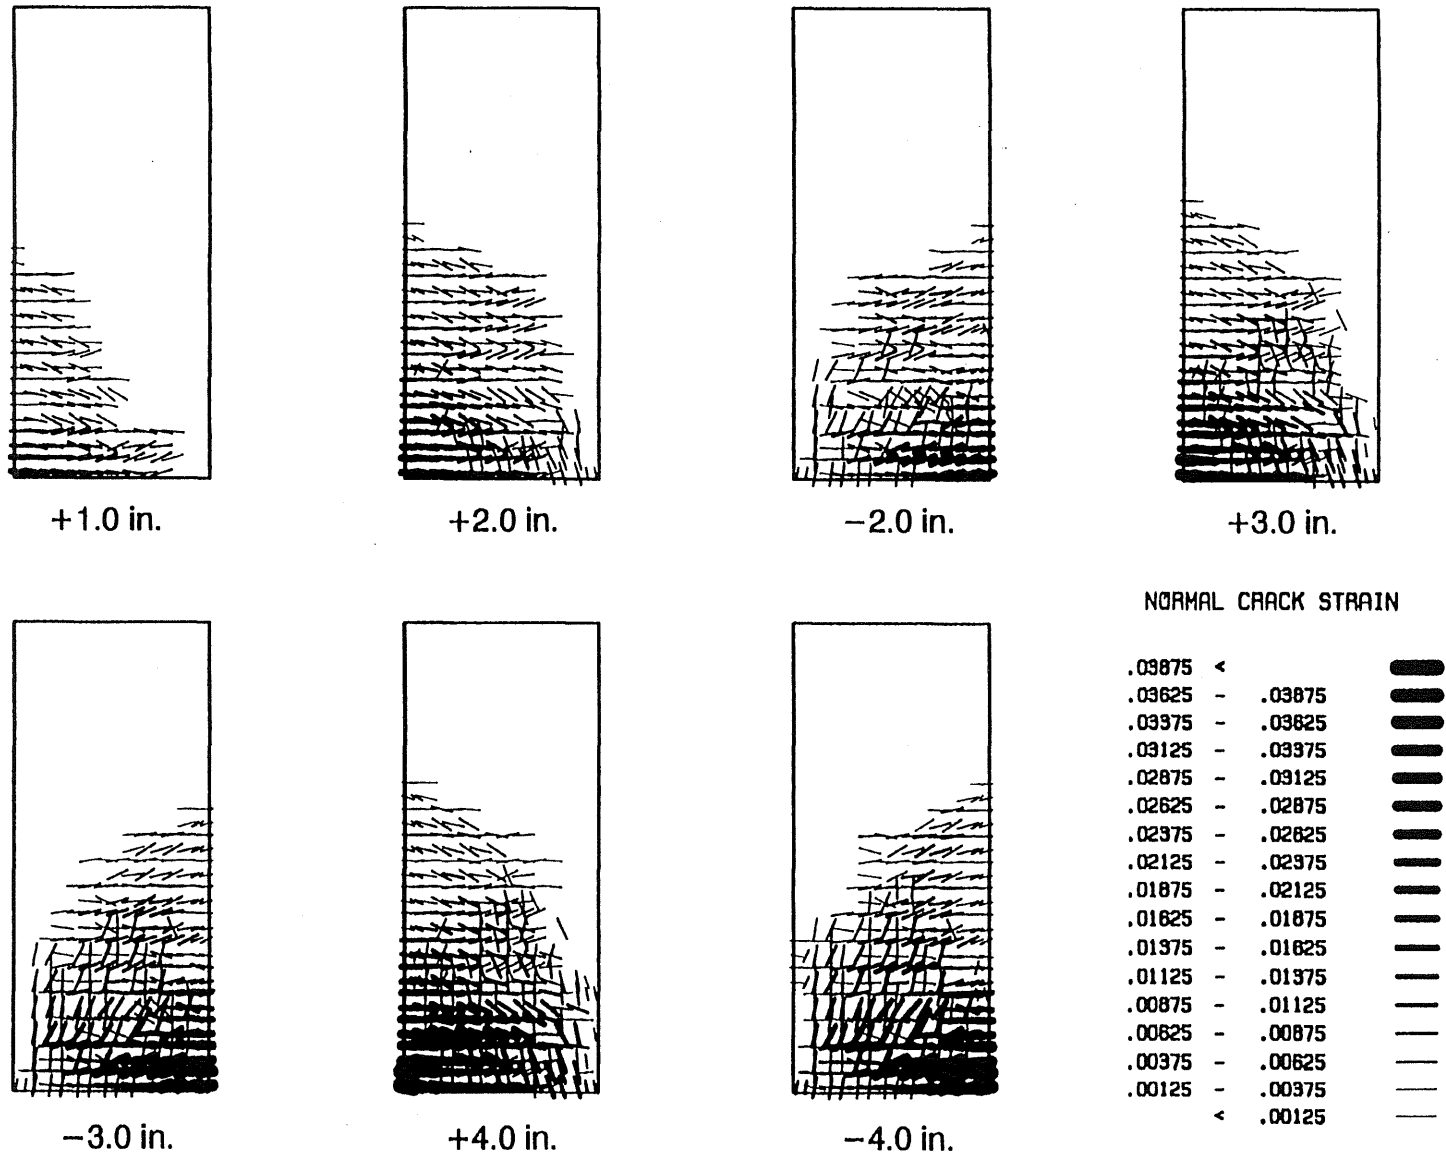 +1.0 in.
+2.0 in.
−2.0 in.
+3.0 in.
NORMAL CRACK STRAIN
.03875 <
.03625 - .03875
.03375 - .03625
.03125 - .03375
.02875 - .03125
.02625 - .02875
.02375 - .02625
.02125 - .02375
.01875 - .02125
.01625 - .01875
.01375 - .01625
.01125 - .01375
.00875 - .01125
.00625 - .00875
.00375 - .00625
.00125 - .00375
< .00125
−3.0 in.
+4.0 in.
−4.0 in.